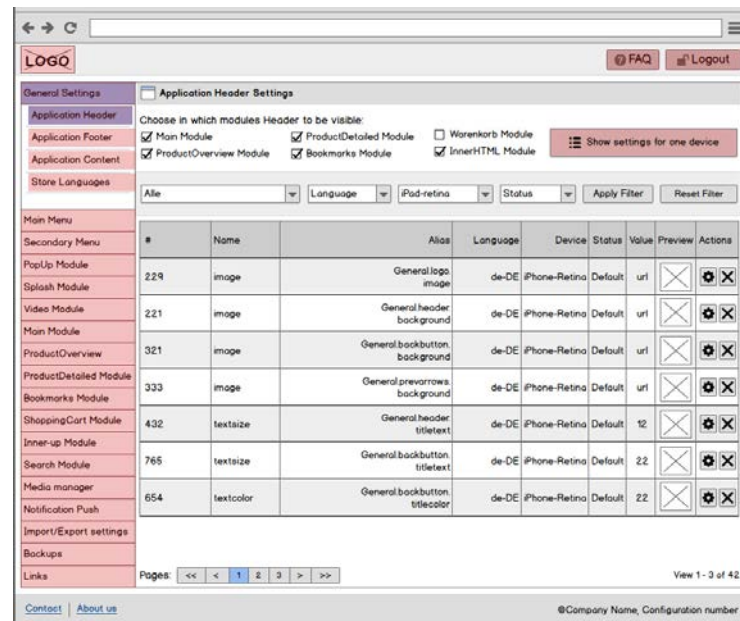 LOGO
FAQ
Logout
General Settings
Application Header
Application Footer
Application Content
Store Languages
Main Menu
Secondary Menu
PopUp Module
Splash Module
Video Module
Main Module
ProductOverview
ProductDetailed Module
Bookmarks Module
ShoppingCart Module
Inner-up Module
Search Module
Media manager
Notification Push
Import/Export settings
Backups
Links
Application Header Settings
Choose in which modules Header to be visible:
Main Module ProductDetailed Module Warenkorb Module
ProductOverview Module Bookmarks Module InnerHTML Module
Show settings for one device
Alle Language iPad-retina Status Apply Filter Reset Filter
# Name Alias Language Device Status Value Preview Actions
229 image General.logo. image de-DE iPhone-Retina Default url
221 image General.header. background de-DE iPhone-Retina Default url
321 image General.backbutton. background de-DE iPhone-Retina Default url
333 image General.prevarrows. background de-DE iPhone-Retina Default url
432 textsize General.header. titletext de-DE iPhone-Retina Default 12
765 textsize General.backbutton. titletext de-DE iPhone-Retina Default 22
654 textcolor General.backbutton. titlecolor de-DE iPhone-Retina Default 22
Pages: << < 1 2 3 > >> View 1 - 3 of 42
Contact | About us ©Company Name, Configuration number